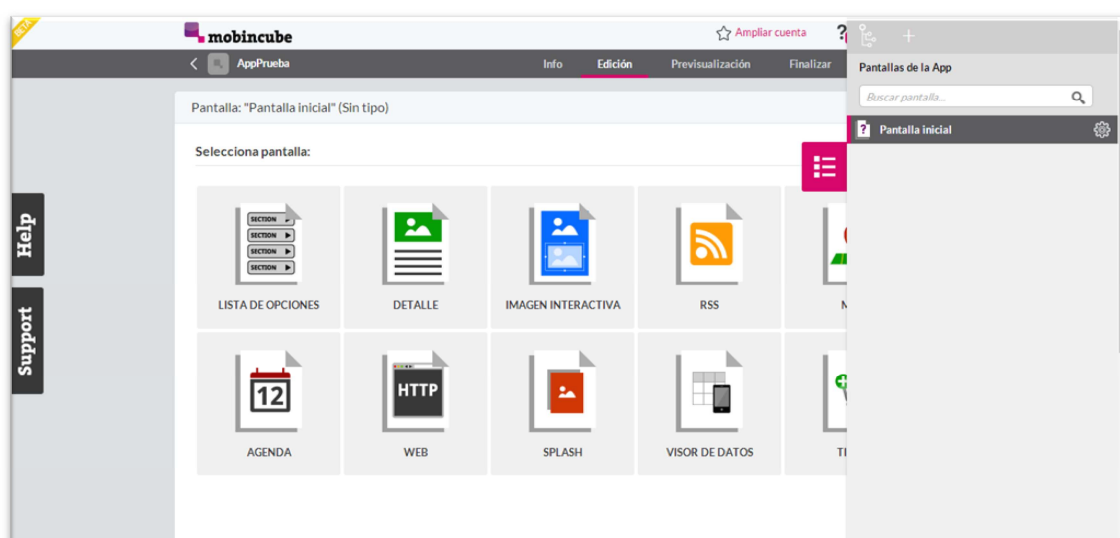 BETA
mobincube
Ampliar cuenta
?
AppPrueba
Info
Edición
Previsualización
Finalizar
Pantallas de la App
Buscar pantalla...
? Pantalla inicial
Pantalla: "Pantalla inicial" (Sin tipo)
Selecciona pantalla:
Help
Support
SECTION
SECTION
SECTION
SECTION
LISTA DE OPCIONES
DETALLE
IMAGEN INTERACTIVA
RSS
12
HTTP
AGENDA
WEB
SPLASH
VISOR DE DATOS